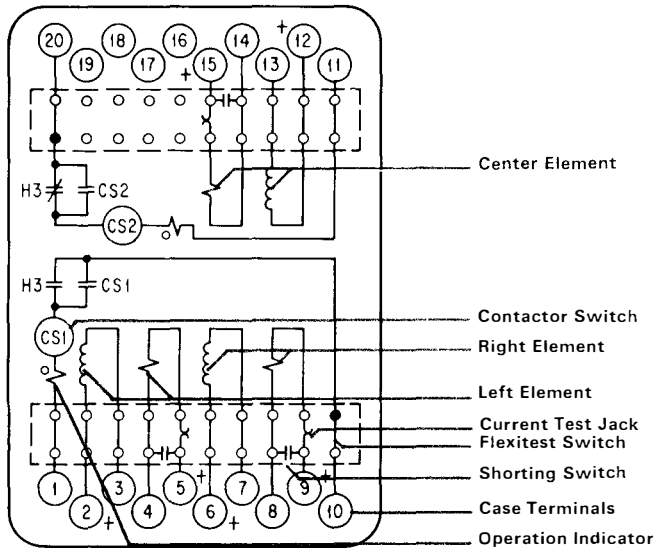 20 18 16 14 + 12
19 17 + 15 13 11
Center Element
H3 CS2
CS2
H3 CS1
CS1
Contactor Switch
Right Element
Left Element
Current Test Jack
Flexitest Switch
Shorting Switch
1 3 5 + 7 9 +
2 + 4 6 + 8 10
Case Terminals
Operation Indicator